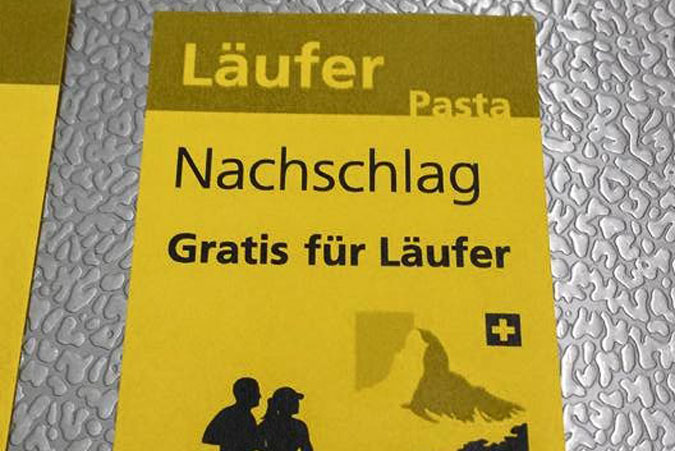 Läufer
Pasta
Nachschlag
Gratis für Läufer